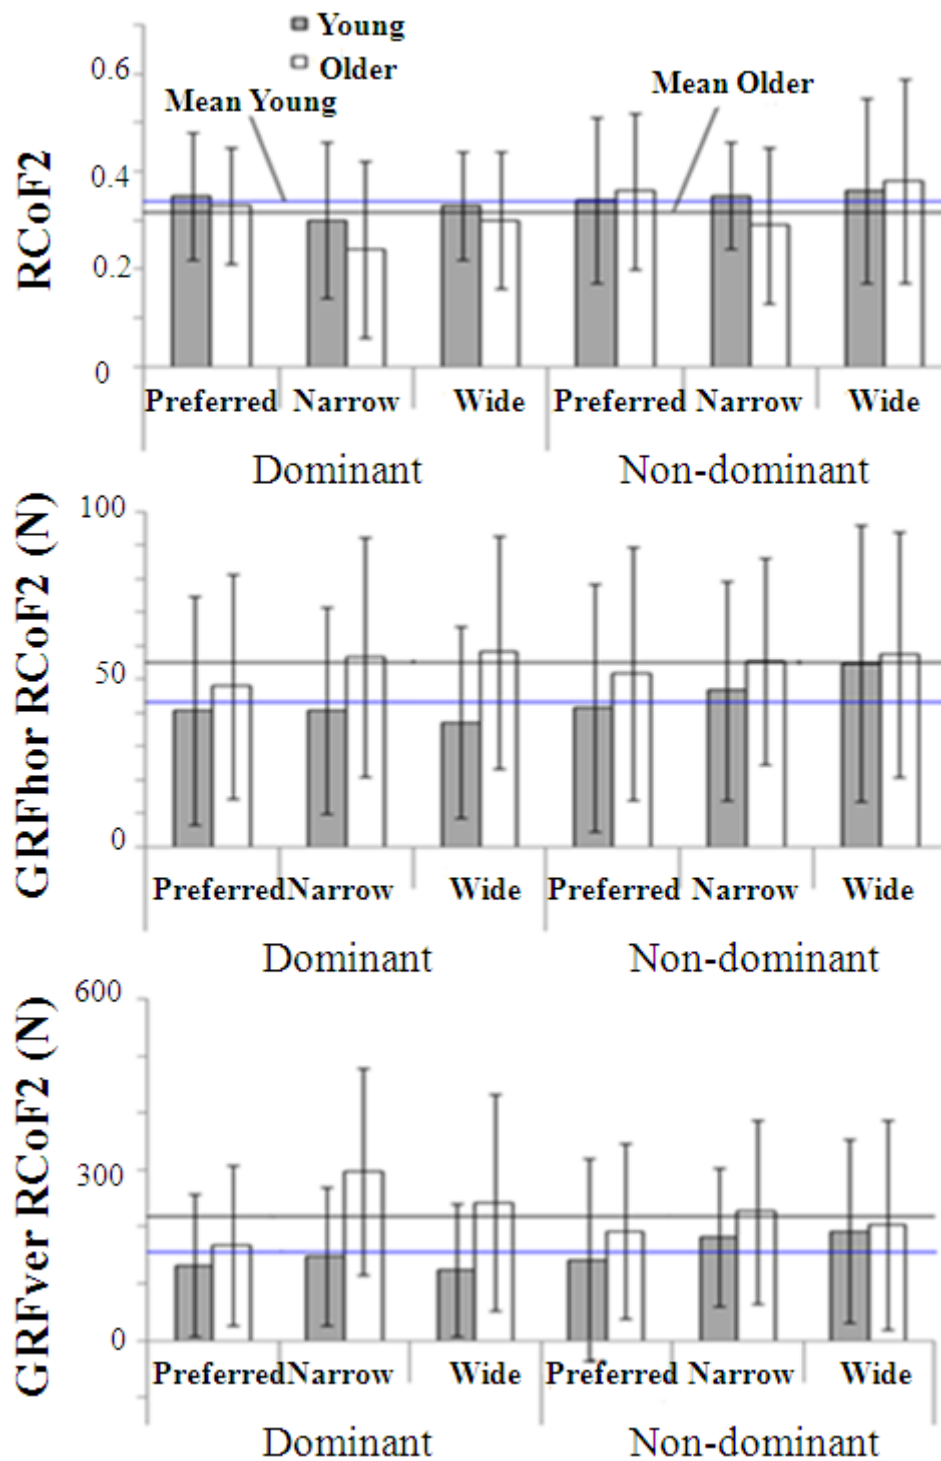 Young
Older
Mean Young
Mean Older
RCoF2
0.6
0.4
0.2
0
Preferred Narrow Wide Preferred Narrow Wide
Dominant Non-dominant
GRFhor RCoF2 (N)
100
50
0
Preferred Narrow Wide Preferred Narrow Wide
Dominant Non-dominant
GRFver RCoF2 (N)
600
300
0
Preferred Narrow Wide Preferred Narrow Wide
Dominant Non-dominant